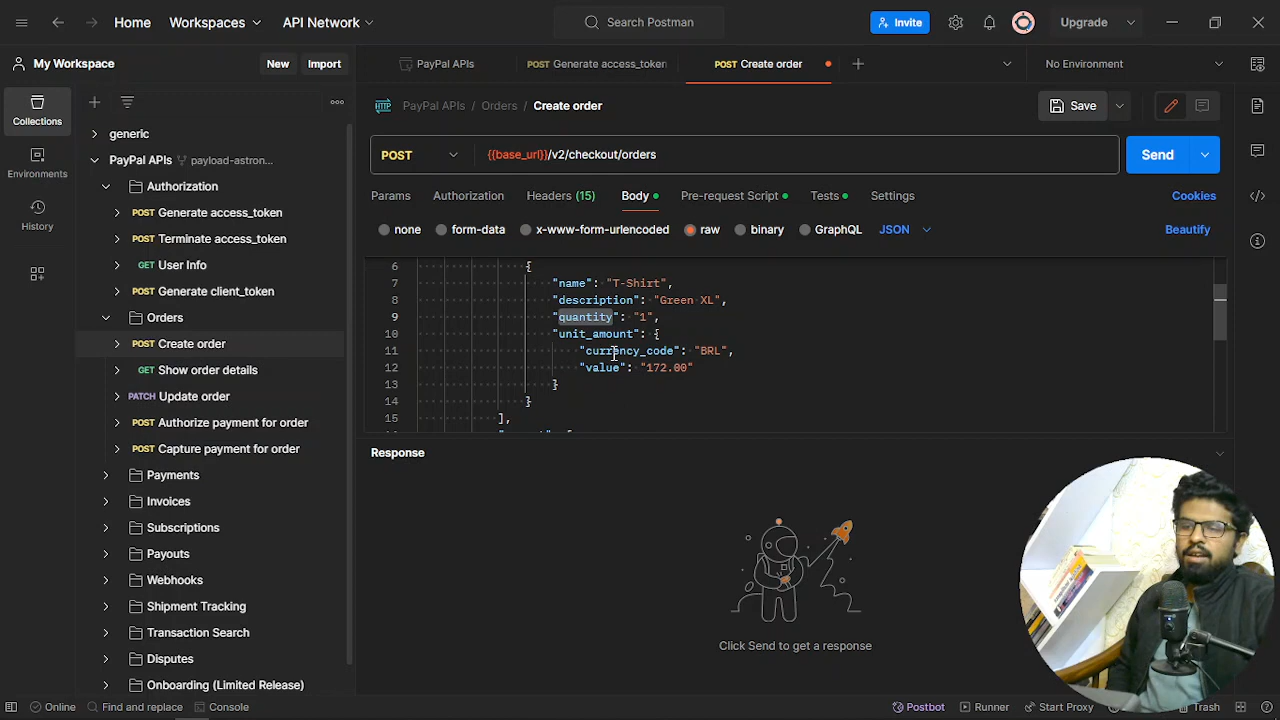 Home
Workspaces
API Network
Search Postman
Invite
Upgrade
My Workspace
New
Import
PayPal APIs
POST Generate access_token
POST Create order
No Environment
Collections
Environments
History
generic
PayPal APIs
payload-astron...
Authorization
POST Generate access_token
POST Terminate access_token
GET User Info
POST Generate client_token
Orders
POST Create order
GET Show order details
PATCH Update order
POST Authorize payment for order
POST Capture payment for order
Payments
Invoices
Subscriptions
Payouts
Webhooks
Shipment Tracking
Transaction Search
Disputes
Onboarding (Limited Release)
HTTP
PayPal APIs / Orders / Create order
Save
POST
{{base_url}}/v2/checkout/orders
Send
Params
Authorization
Headers (15)
Body
Pre-request Script
Tests
Settings
Cookies
none
form-data
x-www-form-urlencoded
raw
binary
GraphQL
JSON
Beautify
6 {
7 "name": "T-Shirt",
8 "description": "Green XL",
9 "quantity": "1",
10 "unit_amount": {
11 "currency_code": "BRL",
12 "value": "172.00"
13 }
14 }
15 ],
Response
Click Send to get a response
Online
Find and replace
Console
Postbot
Runner
Start Proxy
Trash